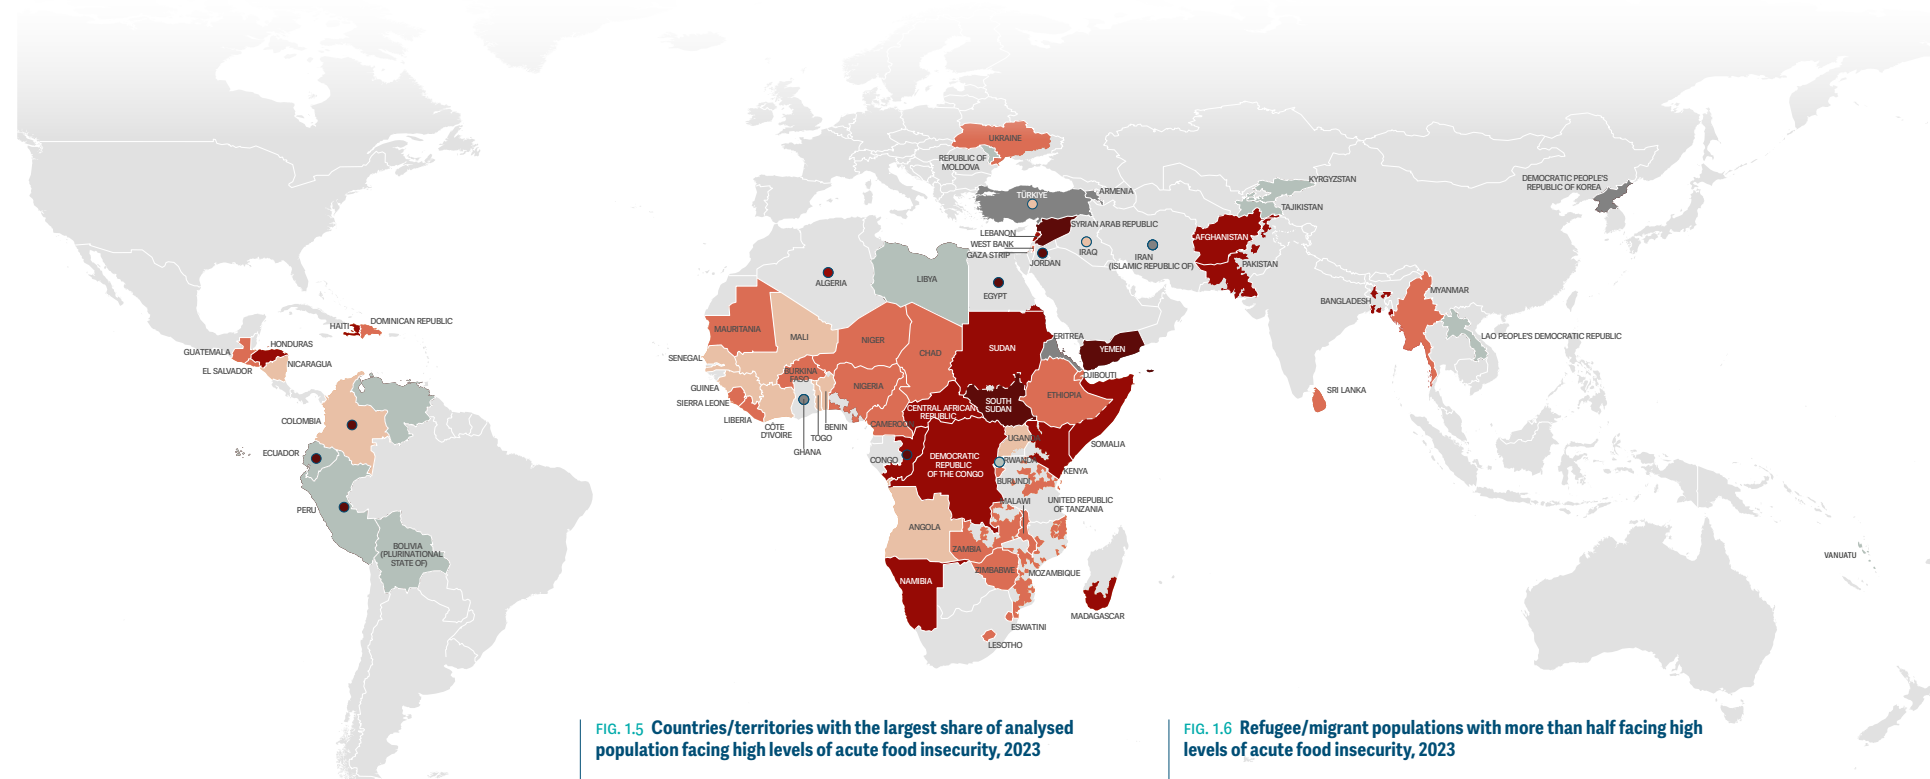 UKRAINE
REPUBLIC OF
MOLDOVA
KYRGYZSTAN
DEMOCRATIC PEOPLE'S
REPUBLIC OF KOREA
TÜRKIYE
ARMENIA
TAJIKISTAN
SYRIAN ARAB REPUBLIC
LEBANON
AFGHANISTAN
WEST BANK
GAZA STRIP
IRAQ
IRAN
(ISLAMIC REPUBLIC OF)
JORDAN
PAKISTAN
ALGERIA
LIBYA
EGYPT
MYANMAR
BANGLADESH
HAITI
DOMINICAN REPUBLIC
MAURITANIA
MALI
NIGER
CHAD
SUDAN
ERITREA
YEMEN
LAO PEOPLE'S DEMOCRATIC REPUBLIC
GUATEMALA
HONDURAS
EL SALVADOR
NICARAGUA
SENEGAL
BURKINA
FASO
DJIBOUTI
GUINEA
NIGERIA
ETHIOPIA
SRI LANKA
SIERRA LEONE
CENTRAL AFRICAN
REPUBLIC
SOUTH
SUDAN
LIBERIA
CÔTE
D'IVOIRE
TOGO
BENIN
GHANA
CAMEROON
COLOMBIA
UGANDA
SOMALIA
ECUADOR
CONGO
DEMOCRATIC
REPUBLIC
OF THE CONGO
RWANDA
KENYA
BURUNDI
PERU
MALAWI
UNITED REPUBLIC
OF TANZANIA
ANGOLA
BOLIVIA
(PLURINATIONAL
STATE OF)
ZAMBIA
VANUATU
ZIMBABWE
MOZAMBIQUE
NAMIBIA
MADAGASCAR
ESWATINI
LESOTHO
FIG. 1.5 Countries/territories with the largest share of analysed
population facing high levels of acute food insecurity, 2023
FIG. 1.6 Refugee/migrant populations with more than half facing high
levels of acute food insecurity, 2023